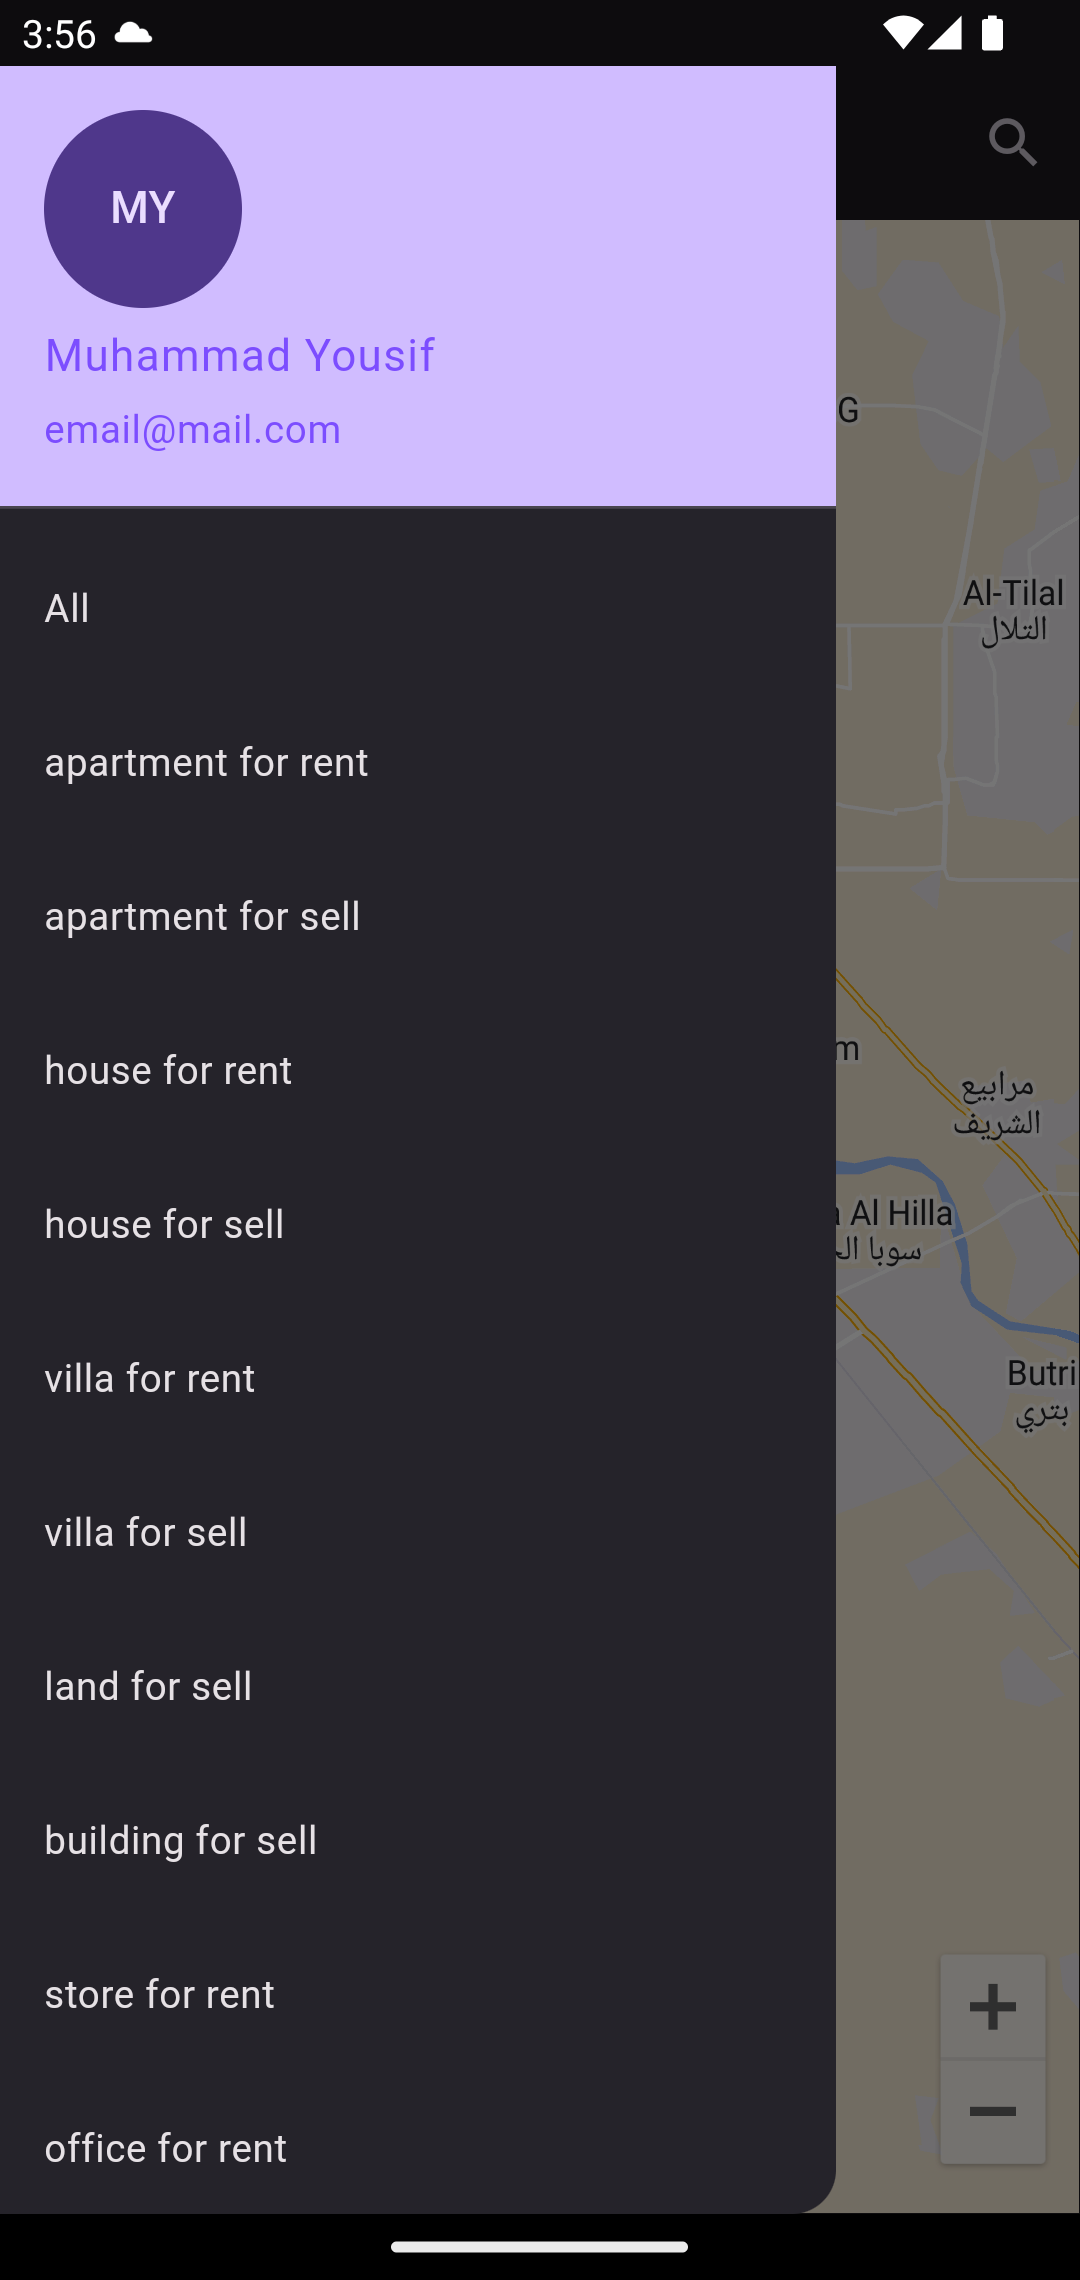 3:56
MY
Muhammad Yousif
email@mail.com
All
apartment for rent
apartment for sell
house for rent
house for sell
villa for rent
villa for sell
land for sell
building for sell
store for rent
office for rent
G
Al-Tilal
التلال
مرابيع
الشريف
Al Hilla
سوبا
Butri
بتري